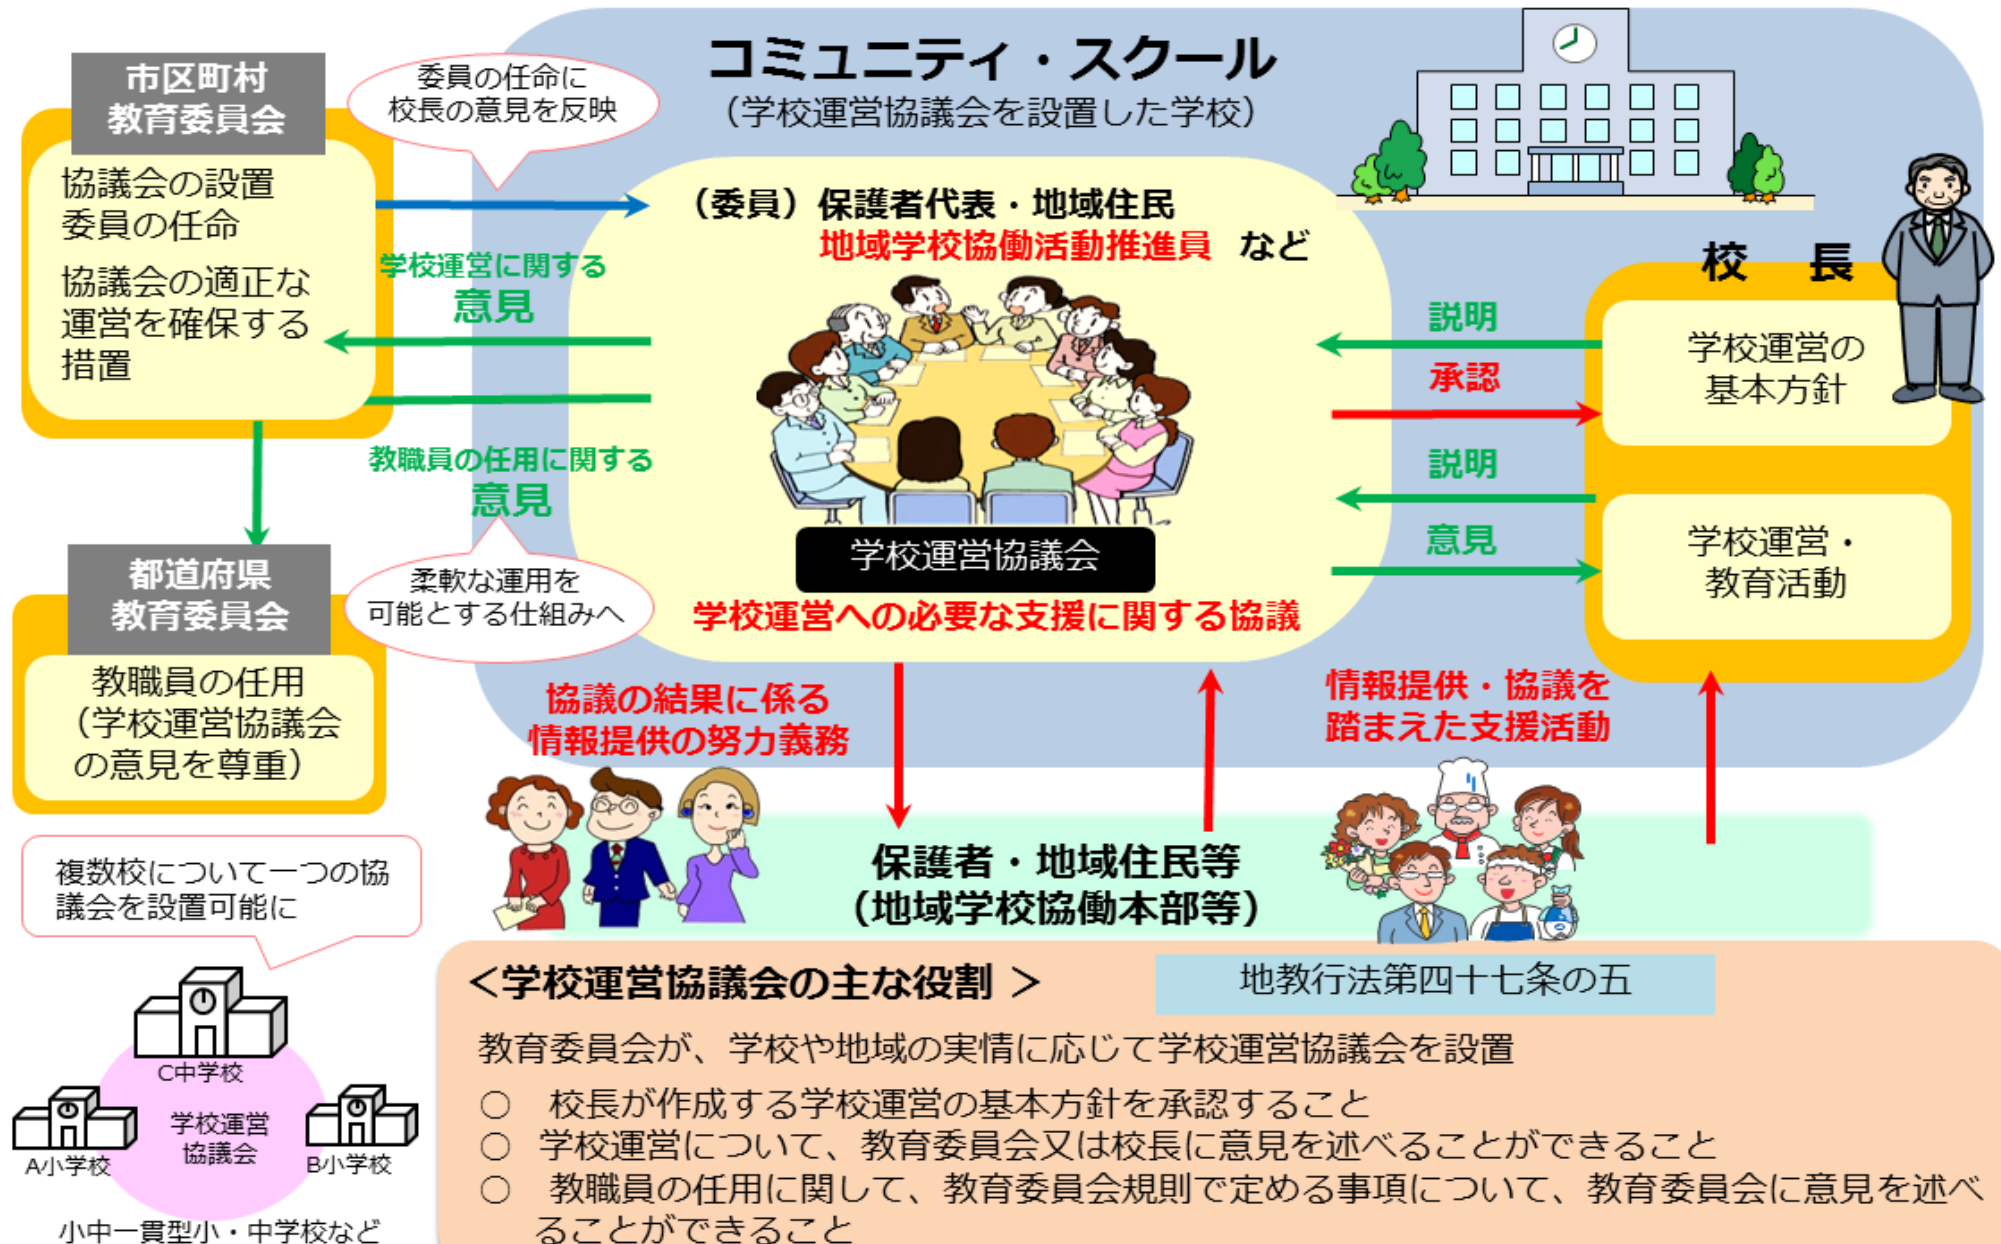 コミュニティ・スクール
（学校運営協議会を設置した学校）
市区町村
教育委員会
協議会の設置
委員の任命
協議会の適正な
運営を確保する
措置
委員の任命に
校長の意見を反映
学校運営に関する
意見
教職員の任用に関する
意見
柔軟な運用を
可能とする仕組みへ
都道府県
教育委員会
教職員の任用
（学校運営協議会
の意見を尊重）
（委員）保護者代表・地域住民
地域学校協働活動推進員 など
学校運営協議会
学校運営への必要な支援に関する協議
校 長
説明
承認
学校運営の
基本方針
説明
意見
学校運営・
教育活動
協議の結果に係る
情報提供の努力義務
情報提供・協議を
踏まえた支援活動
保護者・地域住民等
（地域学校協働本部等）
複数校について一つの協
議会を設置可能に
C中学校
学校運営
協議会
A小学校
B小学校
小中一貫型小・中学校など
＜学校運営協議会の主な役割 ＞
地教行法第四十七条の五
教育委員会が、学校や地域の実情に応じて学校運営協議会を設置
○ 校長が作成する学校運営の基本方針を承認すること
○ 学校運営について、教育委員会又は校長に意見を述べることができること
○ 教職員の任用に関して、教育委員会規則で定める事項について、教育委員会に意見を述べ
ることができること